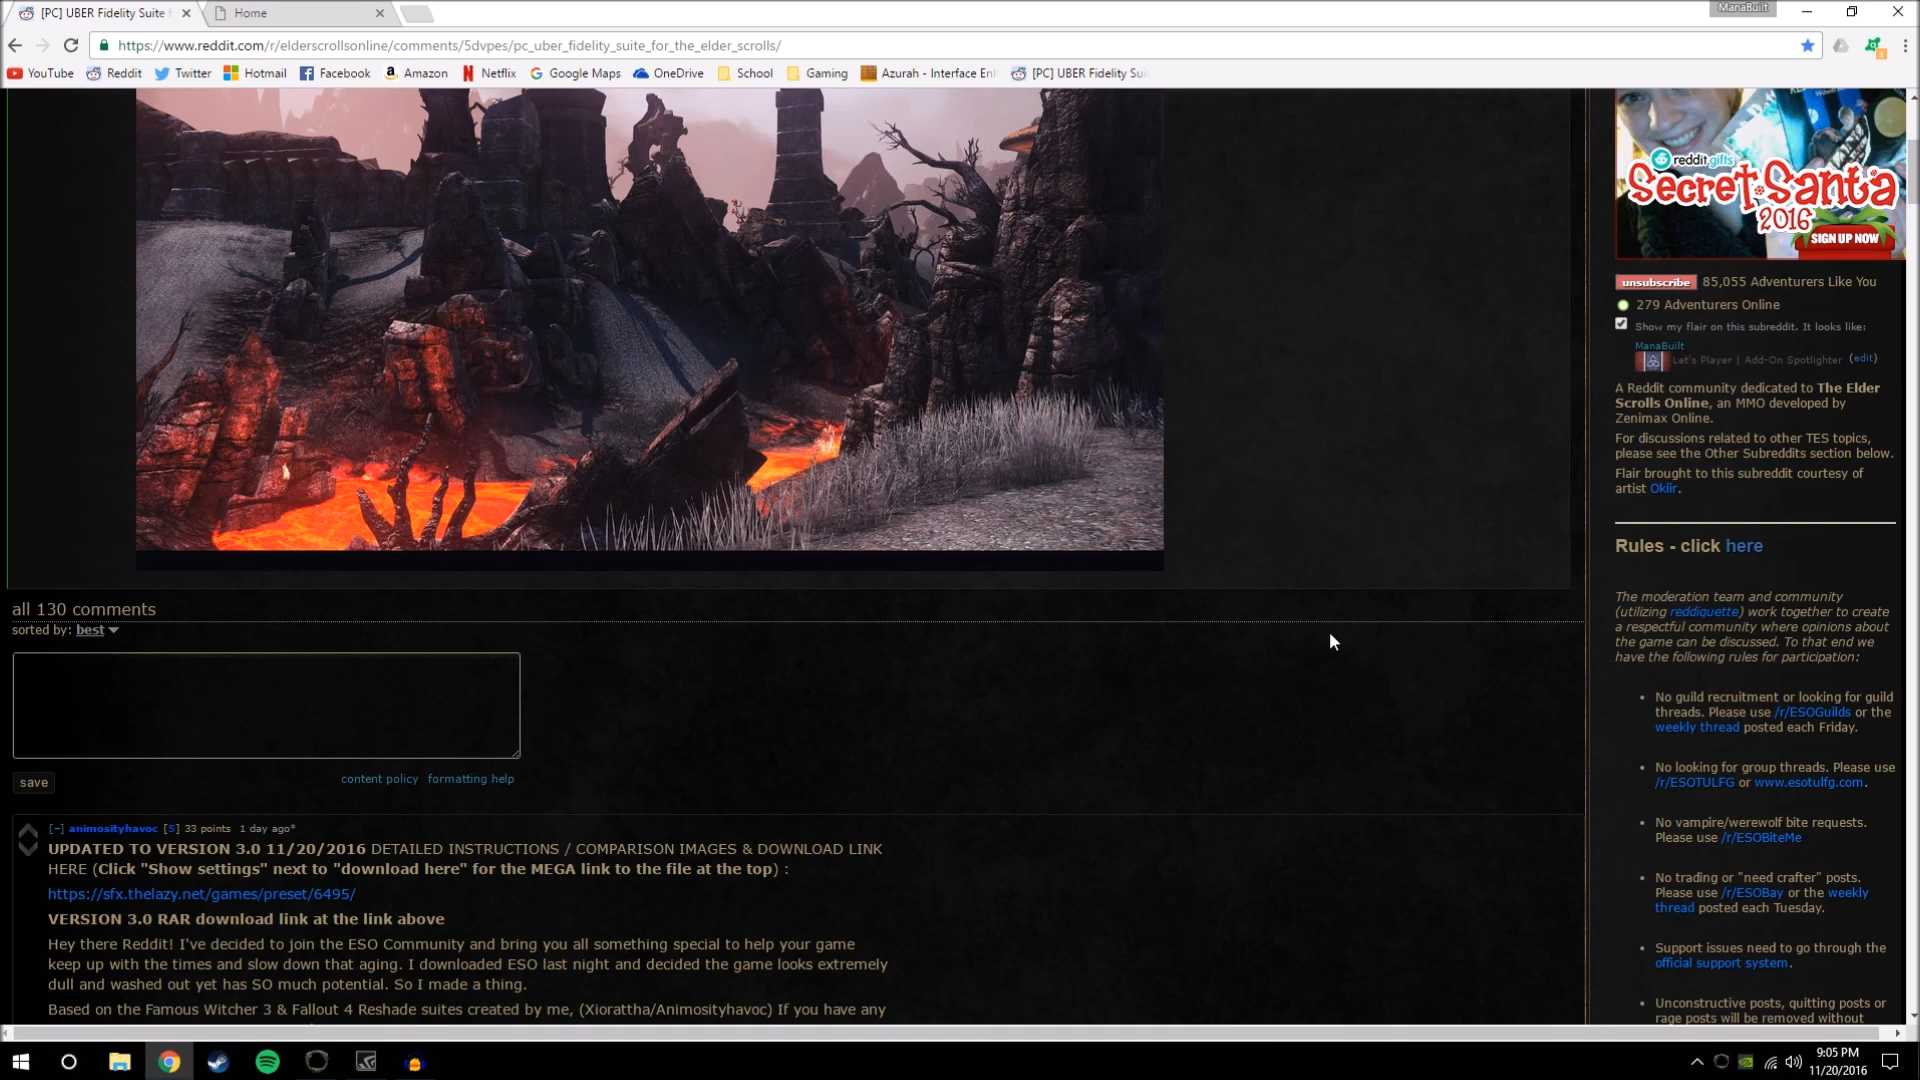 [PC] UBER Fidelity Suite f
Home
ManaBuilt
https://www.reddit.com/r/elderscrollsonline/comments/5dvpes/pc_uber_fidelity_suite_for_the_elder_scrolls/
YouTube Reddit Twitter Hotmail Facebook Amazon Netflix Google Maps OneDrive School Gaming Azurah - Interface Enh [PC] UBER Fidelity Sui
reddit gifts
Secret Santa
2016
SIGN UP NOW
unsubscribe 85,055 Adventurers Like You
279 Adventurers Online
Show my flair on this subreddit. It looks like:
ManaBuilt
Let's Player | Add-On Spotlighter (edit)
A Reddit community dedicated to The Elder
Scrolls Online, an MMO developed by
Zenimax Online.
For discussions related to other TES topics,
please see the Other Subreddits section below.
Flair brought to this subreddit courtesy of
artist Okiir.
Rules - click here
The moderation team and community
(utilizing reddiquette) work together to create
a respectful community where opinions about
the game can be discussed. To that end we
have the following rules for participation:
No guild recruitment or looking for guild
threads. Please use /r/ESOGuilds or the
weekly thread posted each Friday.
No looking for group threads. Please use
/r/ESOTULFG or www.esotulfg.com.
No vampire/werewolf bite requests.
Please use /r/ESOBiteMe
No trading or "need crafter" posts.
Please use /r/ESOBay or the weekly
thread posted each Tuesday.
Support issues need to go through the
official support system.
Unconstructive posts, quitting posts or
rage posts will be removed without
all 130 comments
sorted by: best
save
content policy formatting help
[-] animosityhavoc [S] 33 points 1 day ago*
UPDATED TO VERSION 3.0 11/20/2016 DETAILED INSTRUCTIONS / COMPARISON IMAGES & DOWNLOAD LINK
HERE (Click "Show settings" next to "download here" for the MEGA link to the file at the top) :
https://sfx.thelazy.net/games/preset/6495/
VERSION 3.0 RAR download link at the link above
Hey there Reddit! I've decided to join the ESO Community and bring you all something special to help your game
keep up with the times and slow down that aging. I downloaded ESO last night and decided the game looks extremely
dull and washed out yet has SO much potential. So I made a thing.
Based on the Famous Witcher 3 & Fallout 4 Reshade suites created by me, (Xiorattha/Animosityhavoc) If you have any
9:05 PM
11/20/2016